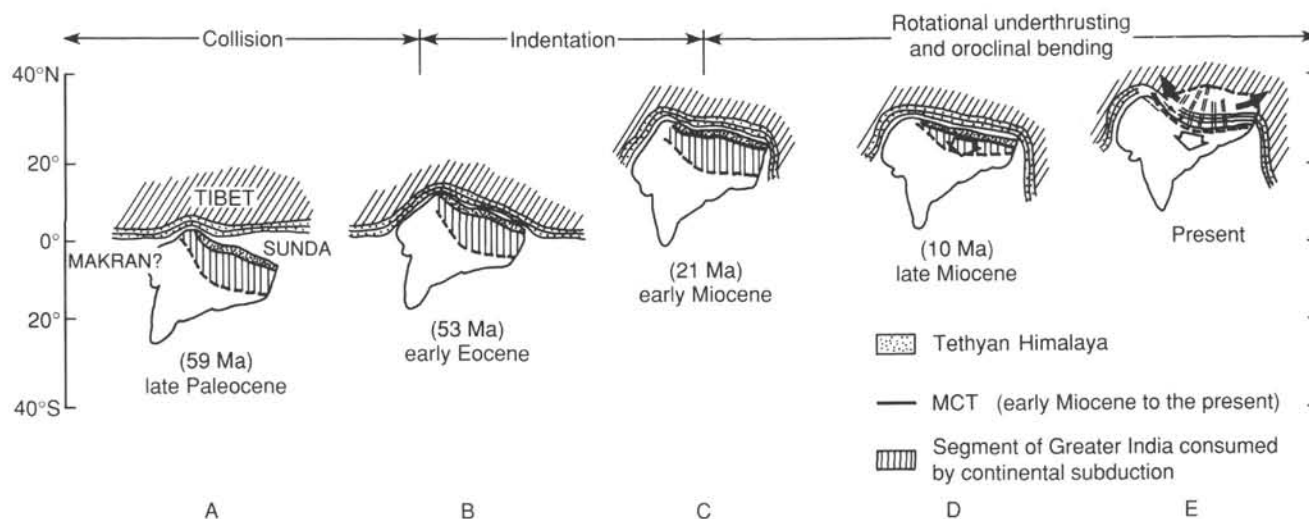 Collision
Indentation
Rotational underthrusting
and oroclinal bending
40°N
20°
0°
20°
40°S
TIBET
MAKRAN?
SUNDA
(59 Ma)
late Paleocene
(53 Ma)
early Eocene
(21 Ma)
early Miocene
(10 Ma)
late Miocene
Present
Tethyan Himalaya
MCT (early Miocene to the present)
Segment of Greater India consumed
by continental subduction
A B C D E